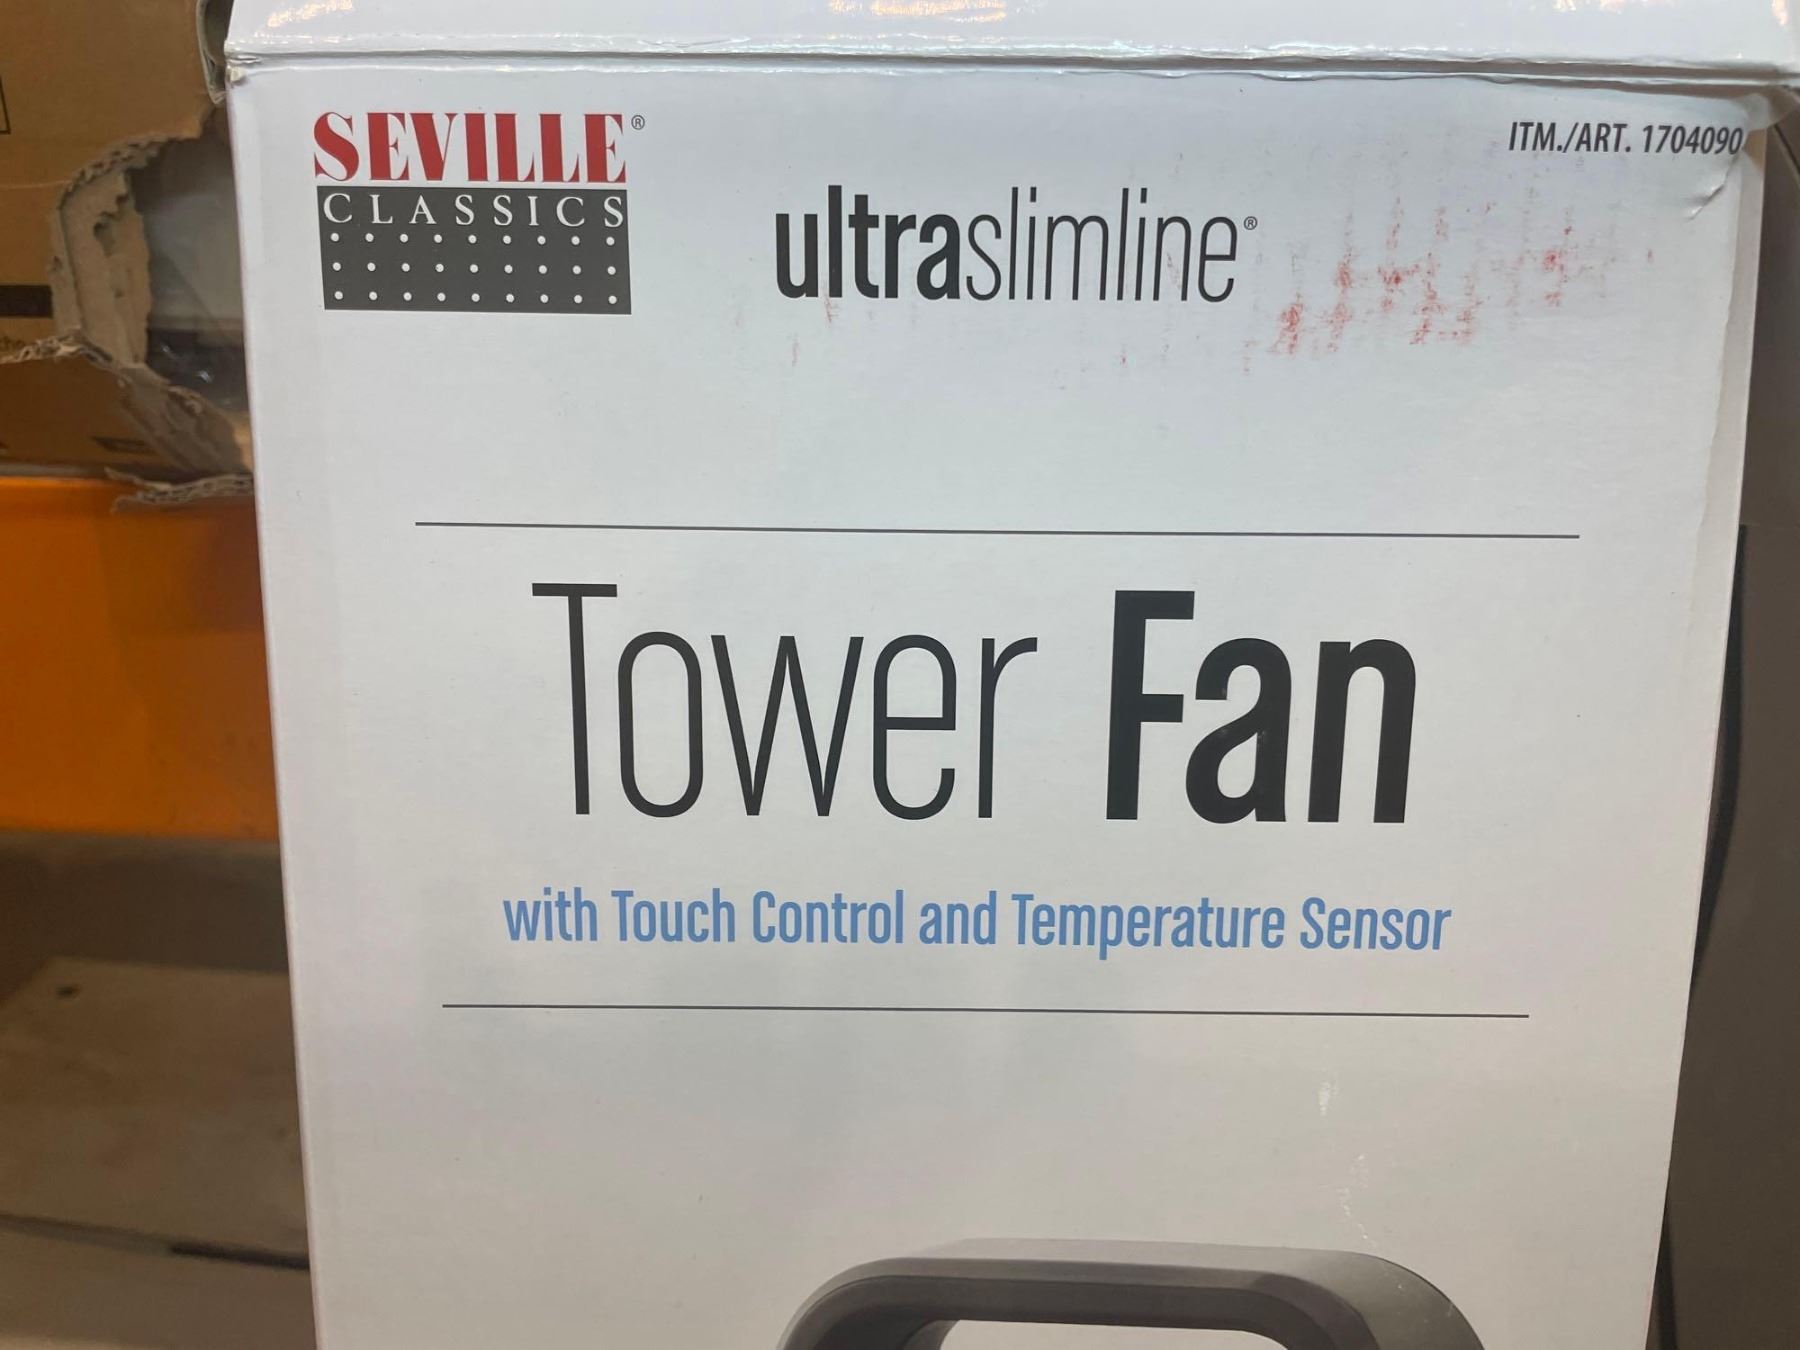 SEVILLE®
CLASSICS
ultraslimline®
ITM./ART. 1704090
Tower Fan
with Touch Control and Temperature Sensor